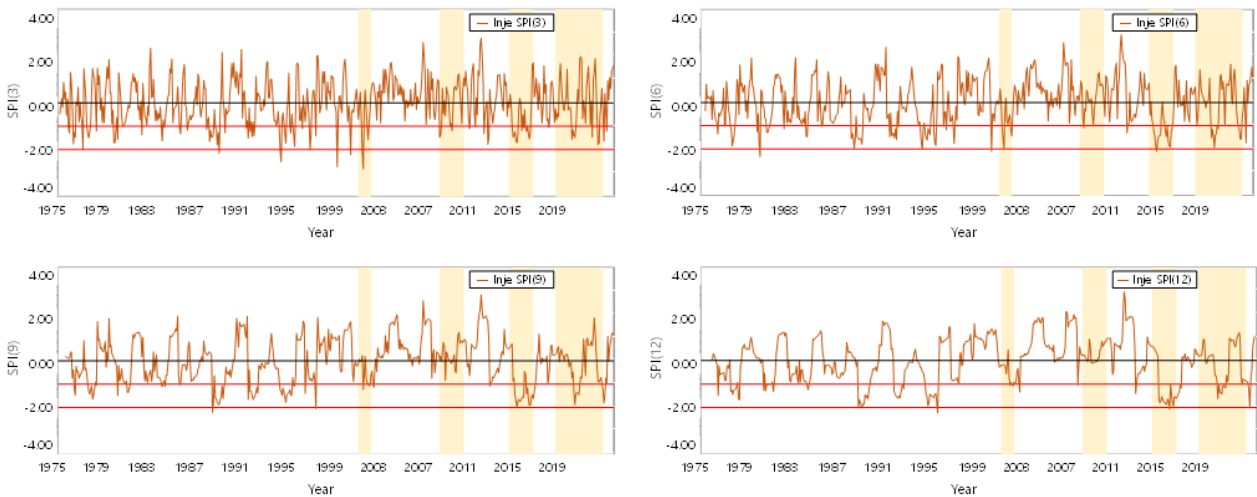 4.00
Inje SPI(3)
2.00
SPI(3)
0.00
-2.00
-4.00
1975 1979 1983 1987 1991 1995 1999 2008 2007 2011 2015 2019
Year
4.00
Inje SPI(6)
2.00
SPI(6)
0.00
-2.00
-4.00
1975 1979 1983 1987 1991 1995 1999 2008 2007 2011 2015 2019
Year
4.00
Inje SPI(9)
2.00
SPI(9)
0.00
-2.00
-4.00
1975 1979 1983 1987 1991 1995 1999 2008 2007 2011 2015 2019
Year
4.00
Inje SPI(12)
2.00
SPI(12)
0.00
-2.00
-4.00
1975 1979 1983 1987 1991 1995 1999 2008 2007 2011 2015 2019
Year